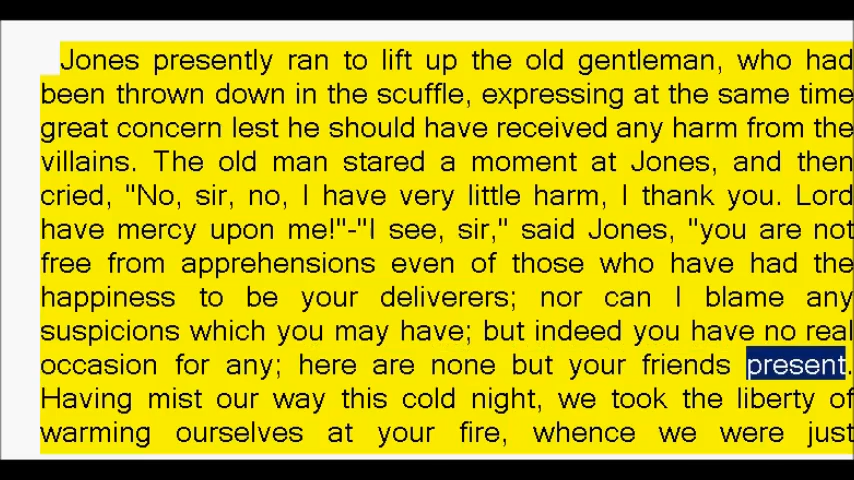 Jones presently ran to lift up the old gentleman, who had
been thrown down in the scuffle, expressing at the same time
great concern lest he should have received any harm from the
villains. The old man stared a moment at Jones, and then
cried, "No, sir, no, I have very little harm, I thank you. Lord
have mercy upon me!"-"I see, sir," said Jones, "you are not
free from apprehensions even of those who have had the
happiness to be your deliverers; nor can I blame any
suspicions which you may have; but indeed you have no real
occasion for any; here are none but your friends present.
Having mist our way this cold night, we took the liberty of
warming ourselves at your fire, whence we were just